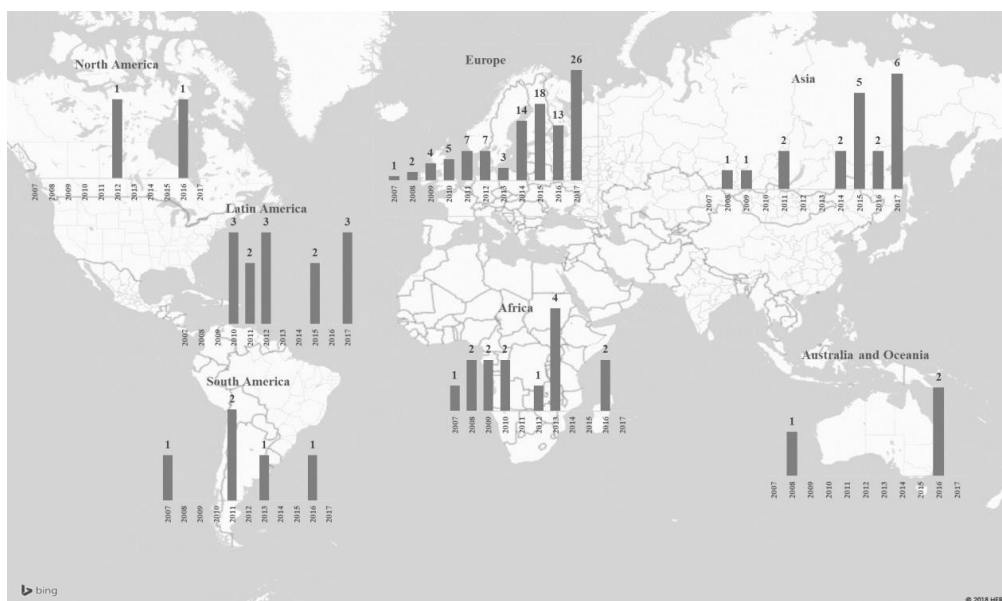 North America
1 1
2007 2008 2009 2010 2011 2012 2013 2014 2015 2016 2017
Europe
1 2 4 5 7 7 3 14 18 13 26
2007 2008 2009 2010 2011 2012 2013 2014 2015 2016 2017
Asia
1 1 2 2 5 2 6
2007 2008 2009 2010 2011 2012 2013 2014 2015 2016 2017
Latin America
3 2 3 2 3
2007 2008 2009 2010 2011 2012 2013 2014 2015 2016 2017
Africa
1 2 2 2 1 4 2
2007 2008 2009 2010 2011 2012 2013 2014 2015 2016 2017
South America
1 2 1 1
2007 2008 2009 2010 2011 2012 2013 2014 2015 2016 2017
Australia and Oceania
1 2
2007 2008 2009 2010 2011 2012 2013 2014 2015 2016 2017
bing
© 2018 HERE